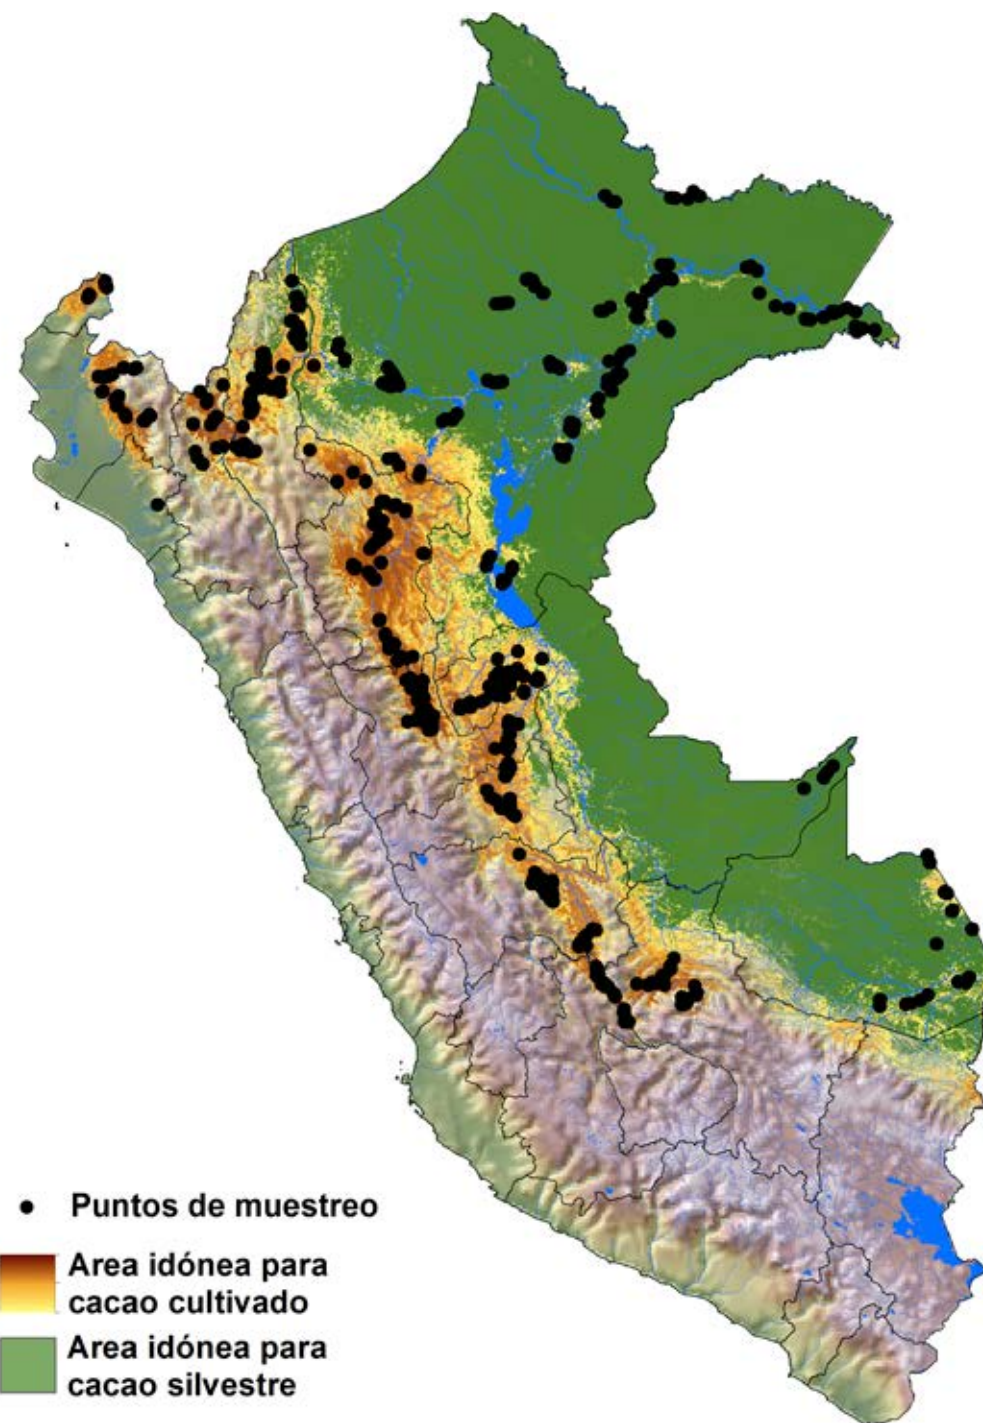 Puntos de muestreo
Area idónea para
cacao cultivado
Area idónea para
cacao silvestre